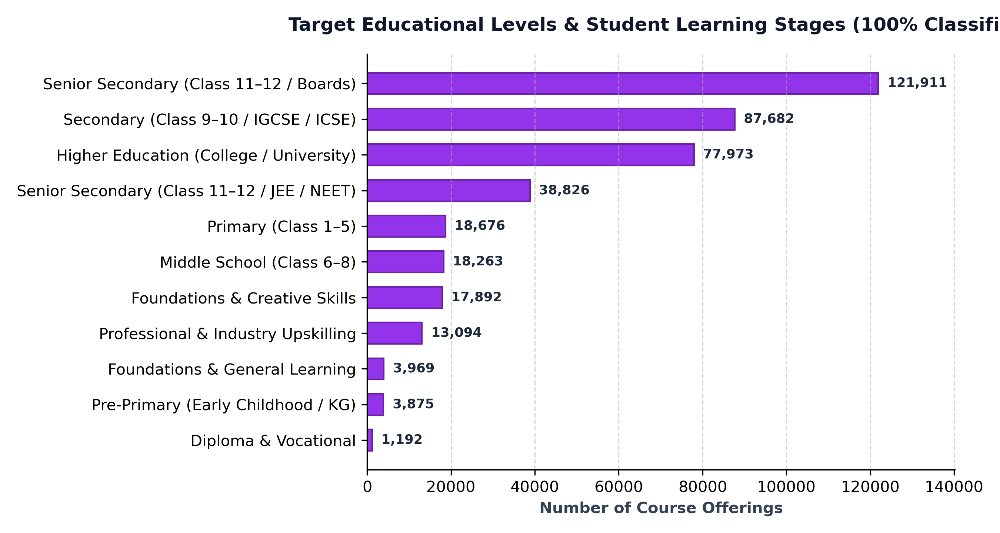 Target Educational Levels & Student Learning Stages (100% Classifi
Senior Secondary (Class 11–12 / Boards)
121,911
Secondary (Class 9–10 / IGCSE / ICSE)
87,682
Higher Education (College / University)
77,973
Senior Secondary (Class 11–12 / JEE / NEET)
38,826
Primary (Class 1–5)
18,676
Middle School (Class 6–8)
18,263
Foundations & Creative Skills
17,892
Professional & Industry Upskilling
13,094
Foundations & General Learning
3,969
Pre-Primary (Early Childhood / KG)
3,875
Diploma & Vocational
1,192
0 20000 40000 60000 80000 100000 120000 140000
Number of Course Offerings